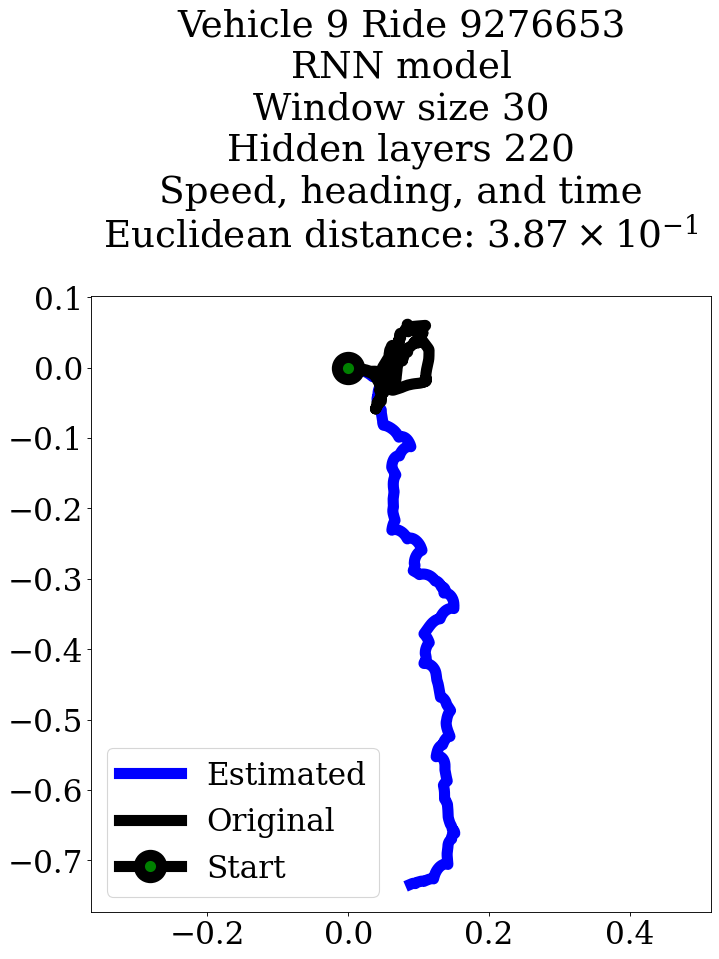 Vehicle 9 Ride 9276653
RNN model
Window size 30
Hidden layers 220
Speed, heading, and time
Euclidean distance: 3.87 × 10⁻¹
0.1
0.0
−0.1
−0.2
−0.3
−0.4
−0.5
−0.6
−0.7
Estimated
Original
Start
−0.2 0.0 0.2 0.4